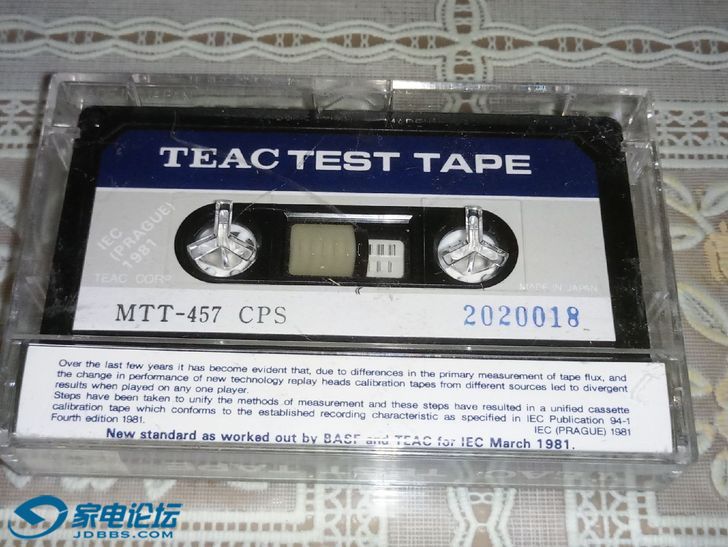 TEAC TEST TAPE
IEC
(PRAGUE)
1981
TEAC CORP.
MADE IN JAPAN
MTT-457 CPS 2020018
Over the last few years it has become evident that, due to differences in the primary measurement of tape flux, and
the change in performance of new technology replay heads calibration tapes from different sources led to divergent
results when played on any one player.
Steps have been taken to unify the methods of measurement and these steps have resulted in a unified cassette
calibration tape which conforms to the established recording characteristic as specified in IEC Publication 94-1
Fourth edition 1981. IEC (PRAGUE) 1981
New standard as worked out by BASF and TEAC for IEC March 1981.
家电论坛
JDBBS.COM